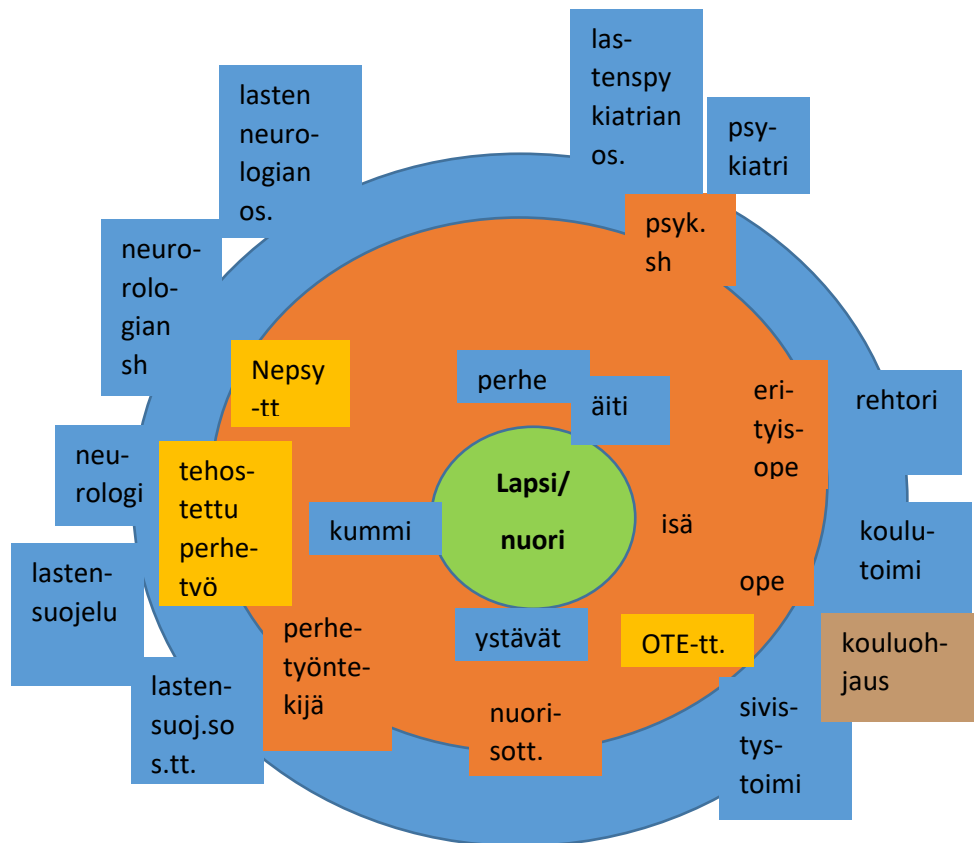 las-
tenspy
kiatrian
os.
lasten
neuro-
logian
os.
psy-
kiatri
psyk.
sh
neuro-
rolo-
gian
sh
Nepsy
-tt
perhe
äiti
eri-
tyis-
ope
rehtori
neu-
rologi
tehos-
tettu
perhe-
työ
Lapsi/
nuori
kummi
isä
koulu-
toimi
lasten-
suojelu
ope
perhe-
työnte-
kijä
ystävät
OTE-tt.
kouluoh-
jaus
lasten-
suoj.so
s.tt.
nuori-
sott.
sivis-
tys-
toimi